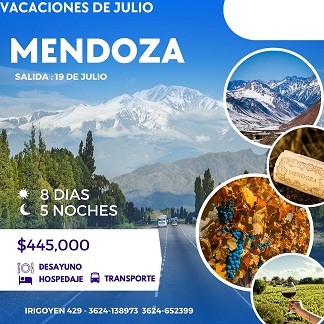 VACACIONES DE JULIO
MENDOZA
SALIDA : 19 DE JULIO
8 DIAS
5 NOCHES
$445,000
DESAYUNO
HOSPEDAJE
TRANSPORTE
MENDOZA
IRIGOYEN 429 - 3624-138973 3624-652399